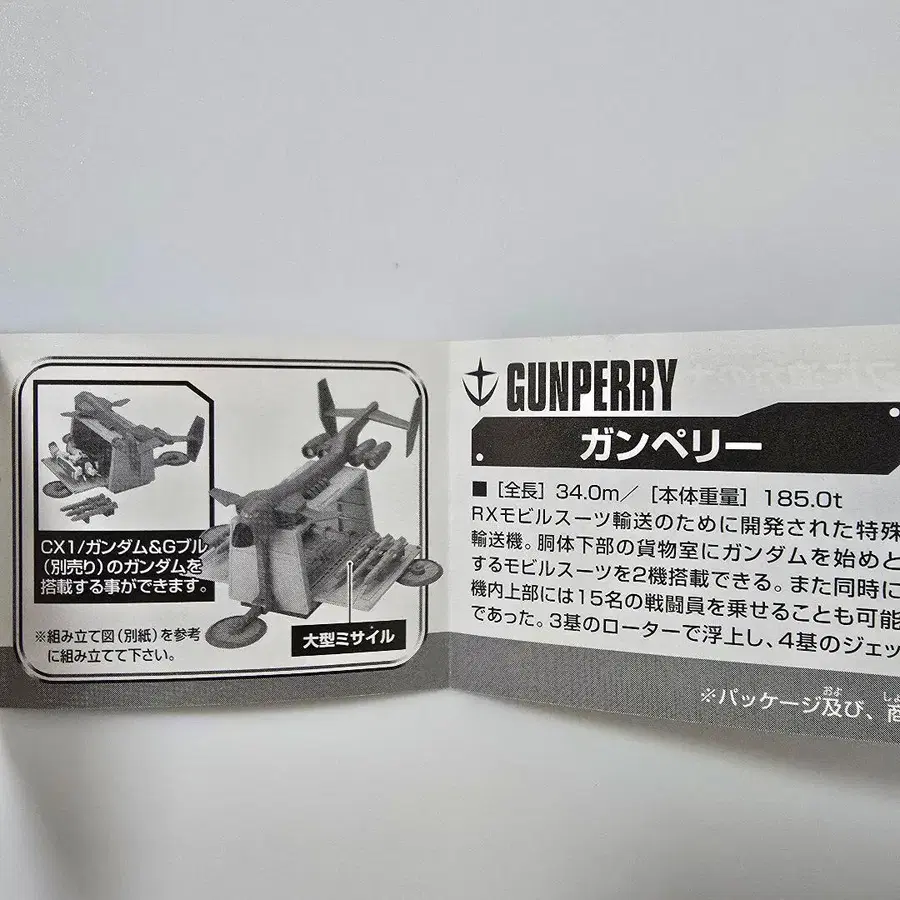 CX1/ガンダム&Gブル
(別売り)のガンダムを
搭載する事ができます。
※組み立て図(別紙)を参考
に組み立てて下さい。
大型ミサイル
GUNPERRY
ガンペリー
■[全長]34.0m/[本体重量]185.0t
RXモビルスーツ輸送のために開発された特殊
輸送機。胴体下部の貨物室にガンダムを始めと
するモビルスーツを2機搭載できる。また同時に
機内上部には15名の戦闘員を乗せることも可能
であった。3基のローターで浮上し、4基のジェッ
※パッケージ及び、商